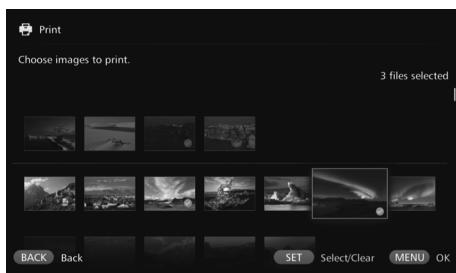 Print
Choose images to print.
3 files selected
BACK Back
SET Select/Clear
MENU OK